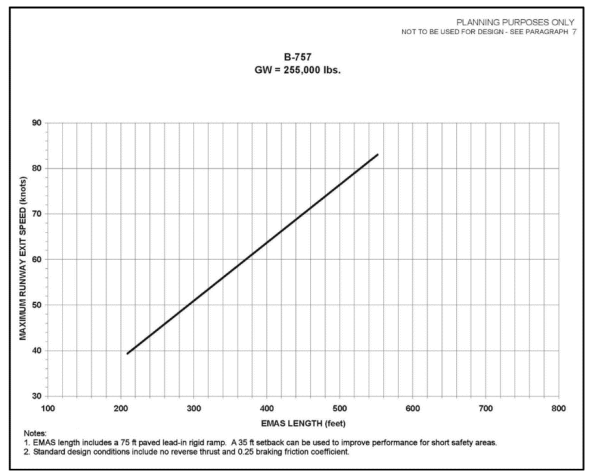 PLANNING PURPOSES ONLY
NOT TO BE USED FOR DESIGN - SEE PARAGRAPH 7
B-757
GW = 255,000 lbs.
MAXIMUM RUNWAY EXIT SPEED (knots)
90
80
70
60
50
40
30
100 200 300 400 500 600 700 800
EMAS LENGTH (feet)
Notes:
1. EMAS length includes a 75 ft paved lead-in rigid ramp. A 35 ft setback can be used to improve performance for short safety areas.
2. Standard design conditions include no reverse thrust and 0.25 braking friction coefficient.